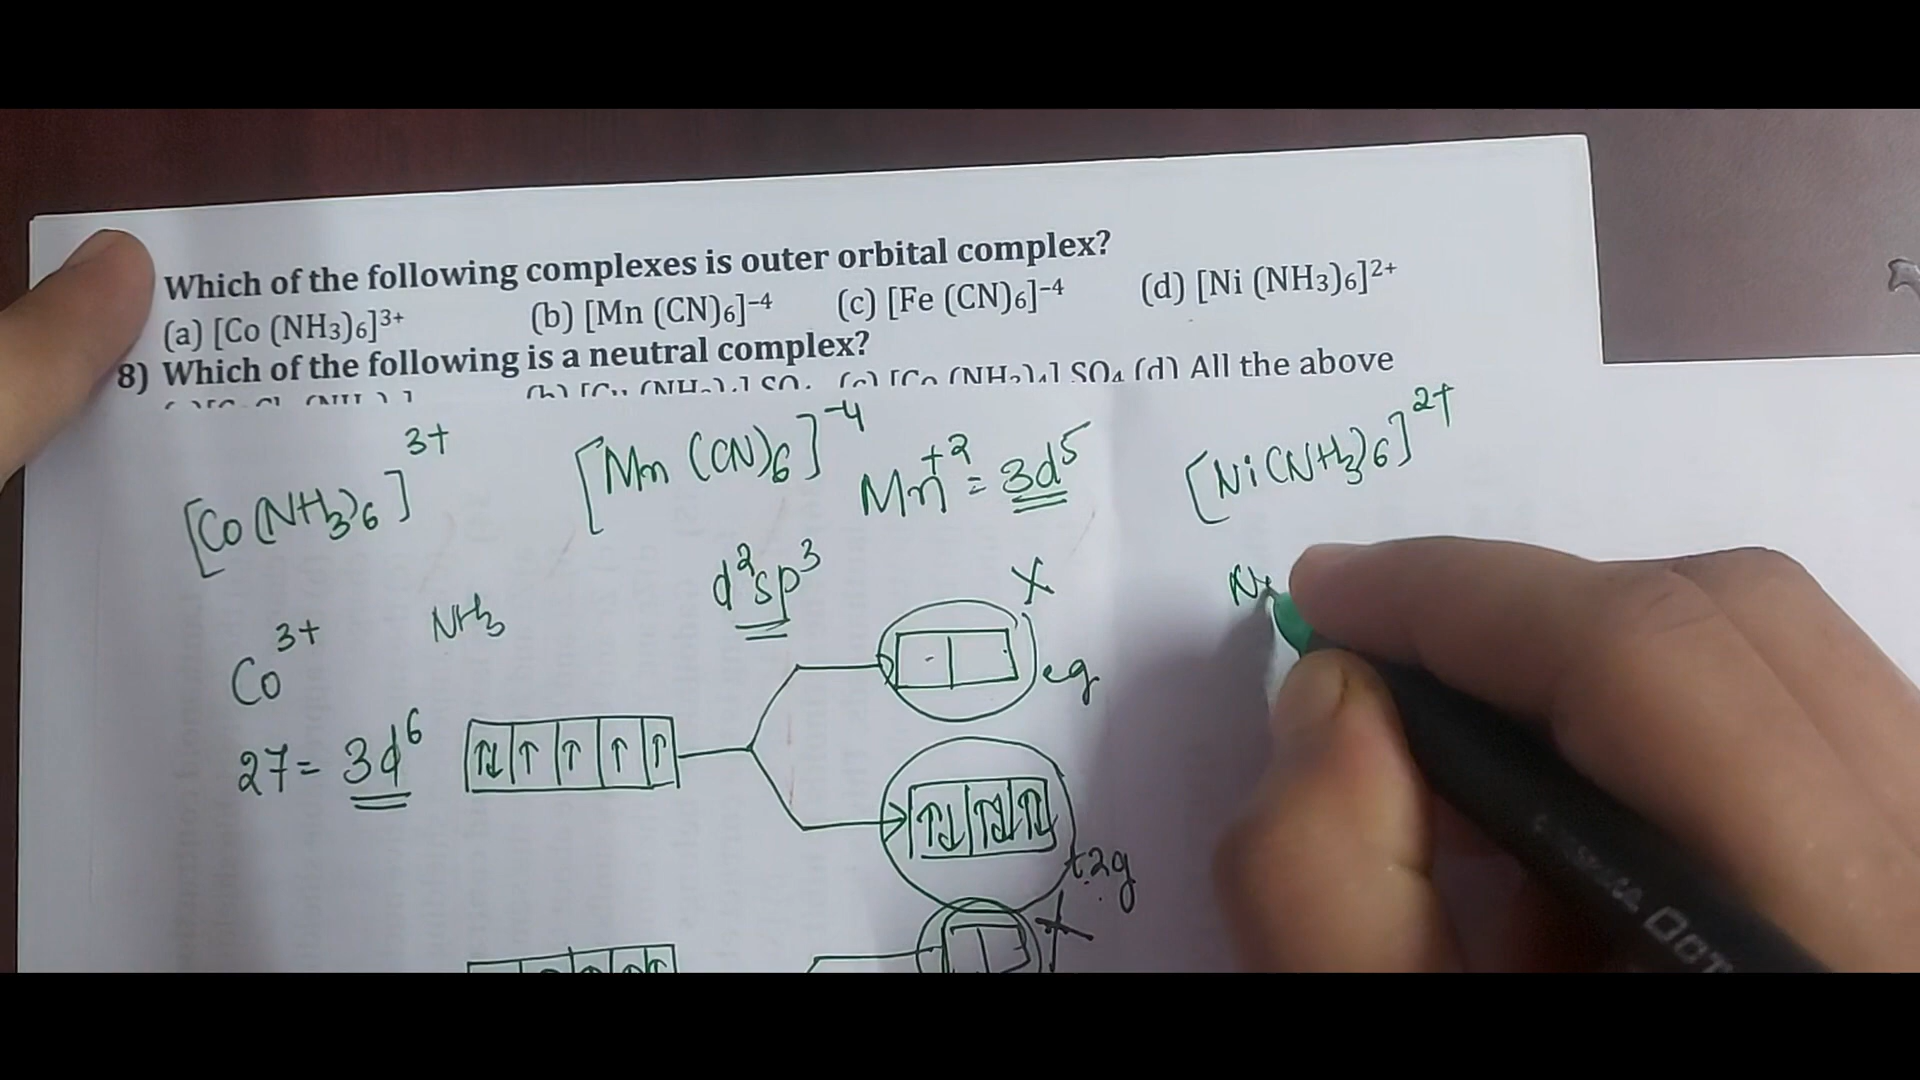 Which of the following complexes is outer orbital complex?
(a) [Co (NH3)6]3+ (b) [Mn (CN)6]−4 (c) [Fe (CN)6]−4 (d) [Ni (NH3)6]2+
8) Which of the following is a neutral complex?
SO4 (d) All the above
[Co(NH3)6]3+ [Mn (CN)6]−4 Mn+2 = 3d5 [Ni(NH3)6]2+
d2sp3 X
Co3+ NH3
eg
27= 3d6
t2g
X